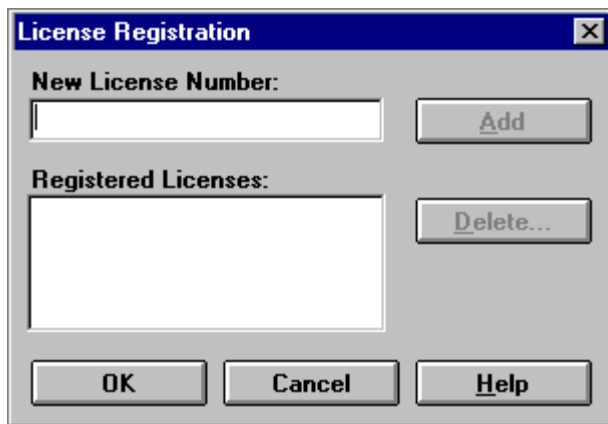 License Registration
New License Number:
Add
Registered Licenses:
Delete...
OK Cancel Help